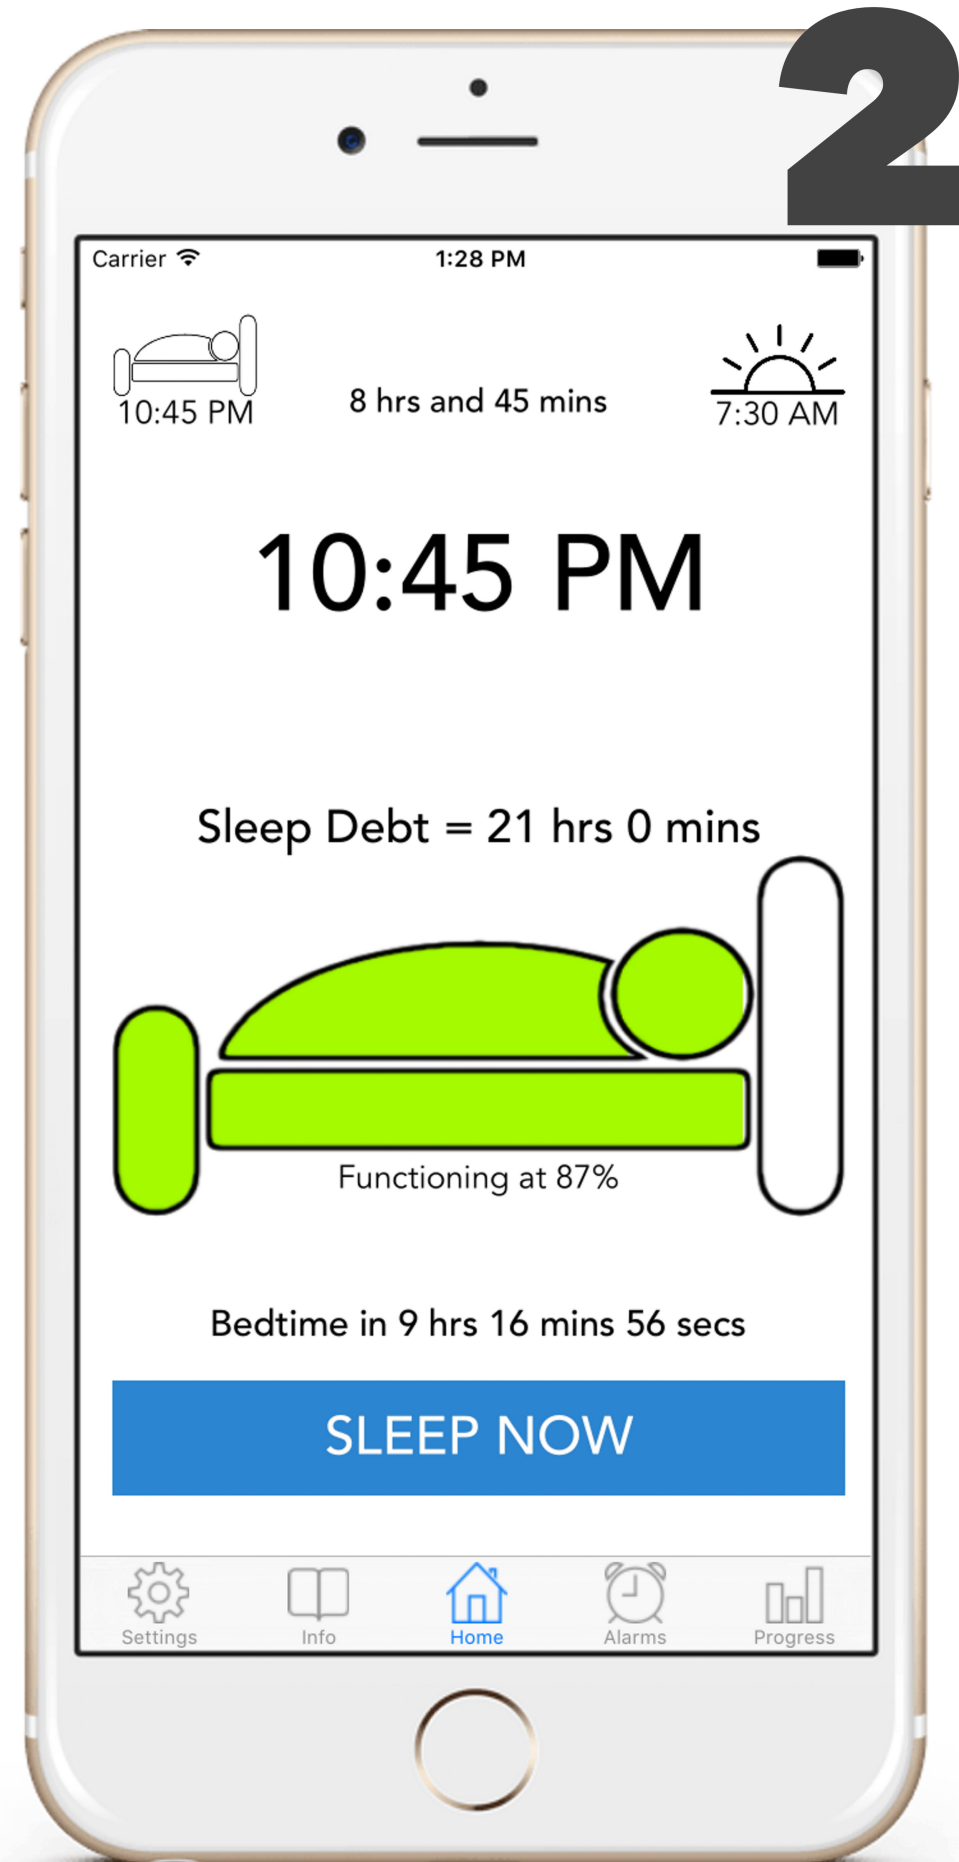 2
Carrier 1:28 PM
10:45 PM 8 hrs and 45 mins 7:30 AM
10:45 PM
Sleep Debt = 21 hrs 0 mins
Functioning at 87%
Bedtime in 9 hrs 16 mins 56 secs
SLEEP NOW
Settings Info Home Alarms Progress